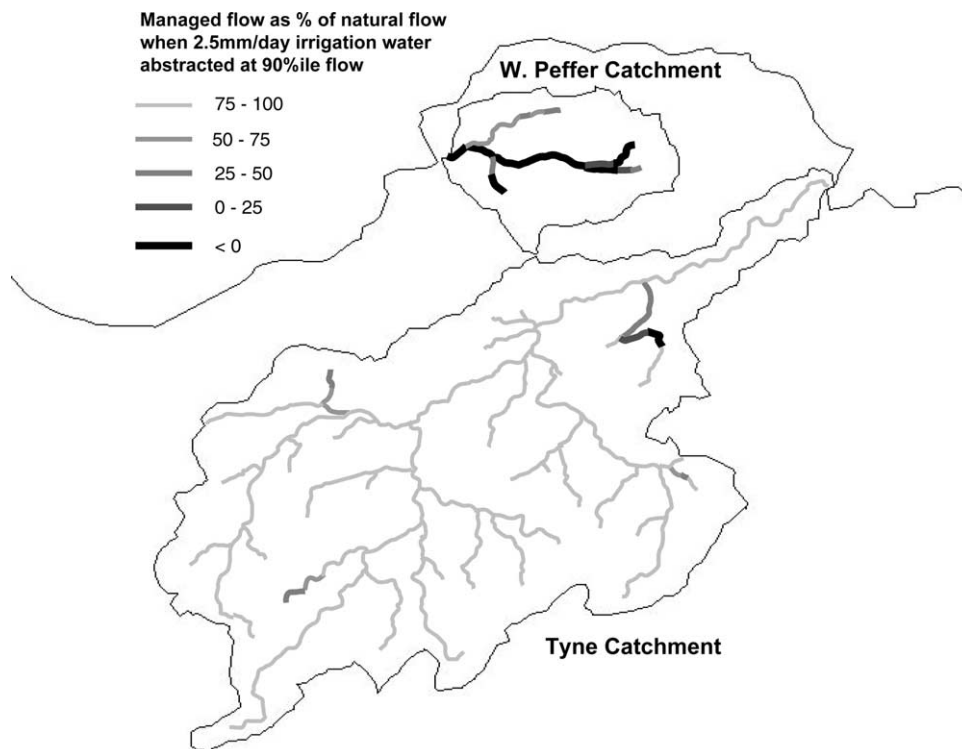 Managed flow as % of natural flow
when 2.5mm/day irrigation water
abstracted at 90%ile flow
75 - 100
50 - 75
25 - 50
0 - 25
< 0
W. Peffer Catchment
Tyne Catchment